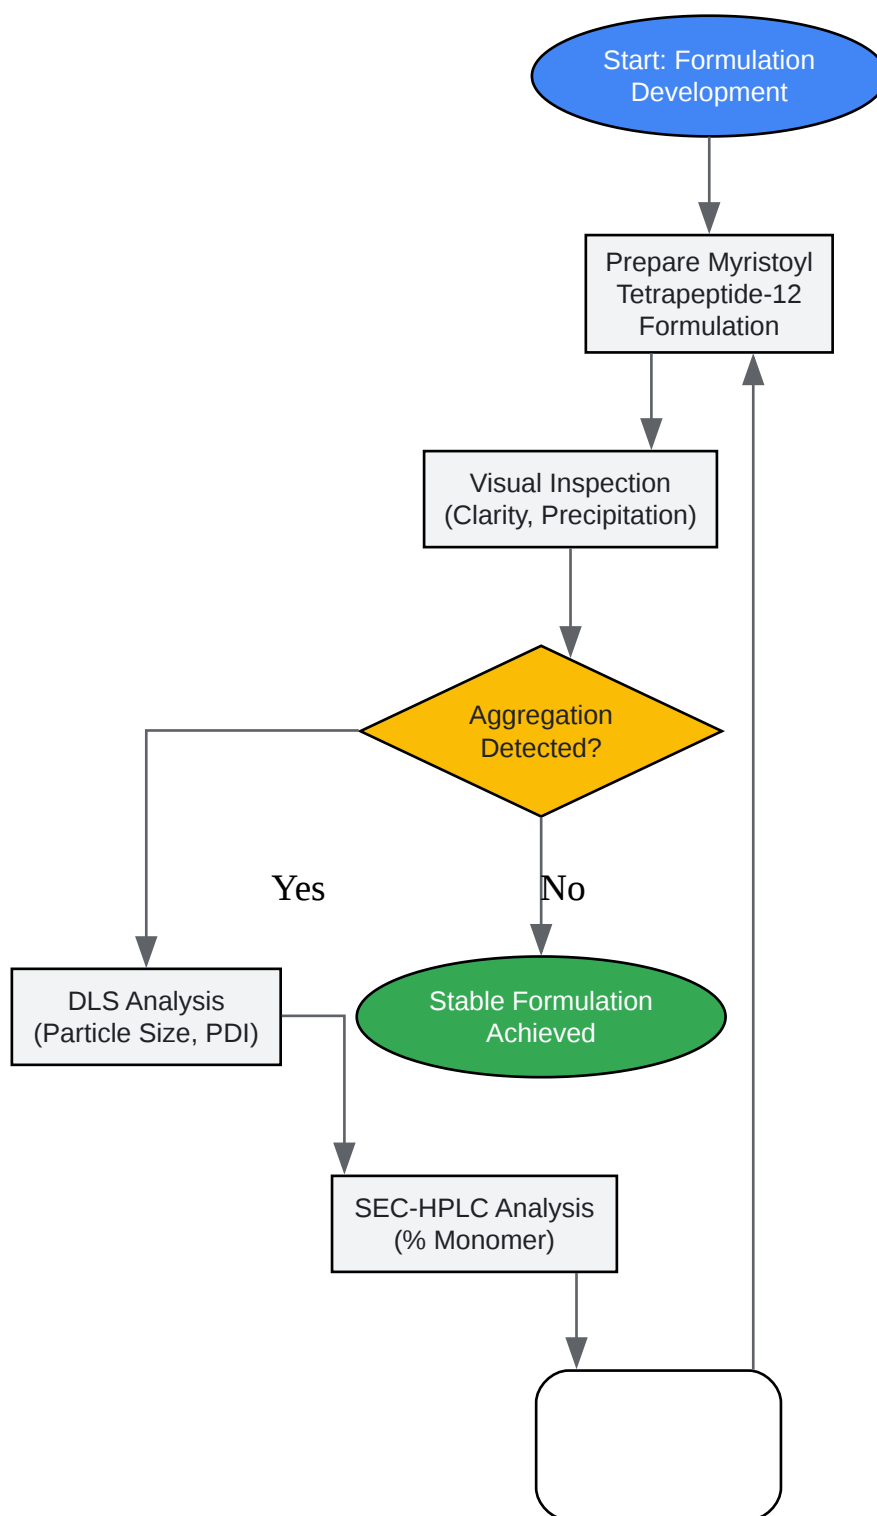 Start: Formulation
Development
Prepare Myristoyl
Tetrapeptide-12
Formulation
Visual Inspection
(Clarity, Precipitation)
Aggregation
Detected?
Yes
No
DLS Analysis
(Particle Size, PDI)
Stable Formulation
Achieved
SEC-HPLC Analysis
(% Monomer)